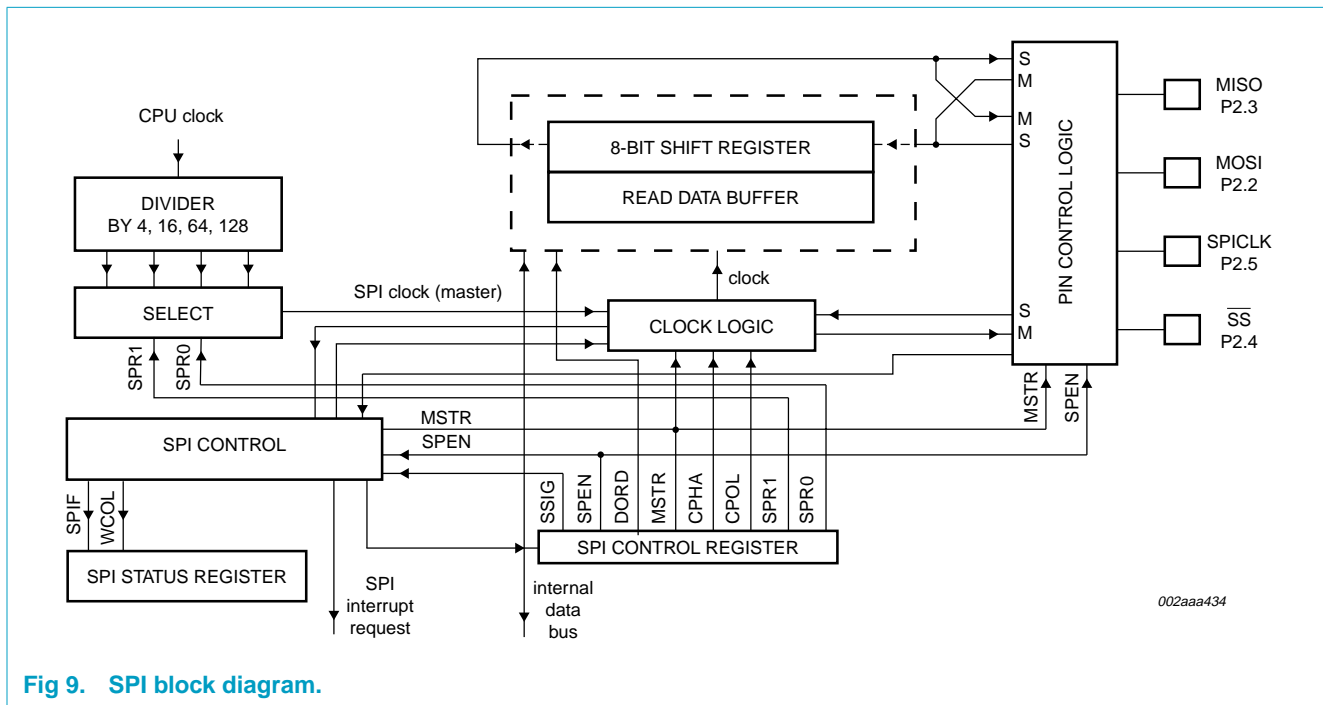 CPU clock
DIVIDER
BY 4, 16, 64, 128
SELECT
SPR1
SPR0
SPI clock (master)
8-BIT SHIFT REGISTER
READ DATA BUFFER
clock
CLOCK LOGIC
S
M
M
S
S
M
PIN CONTROL LOGIC
MISO
P2.3
MOSI
P2.2
SPICLK
P2.5
SS
P2.4
MSTR
SPEN
SPI CONTROL
MSTR
SPEN
SPIF
WCOL
SPI STATUS REGISTER
SPI
interrupt
request
SSIG
SPEN
DORD
MSTR
CPHA
CPOL
SPR1
SPR0
SPI CONTROL REGISTER
internal
data
bus
002aaa434
Fig 9. SPI block diagram.